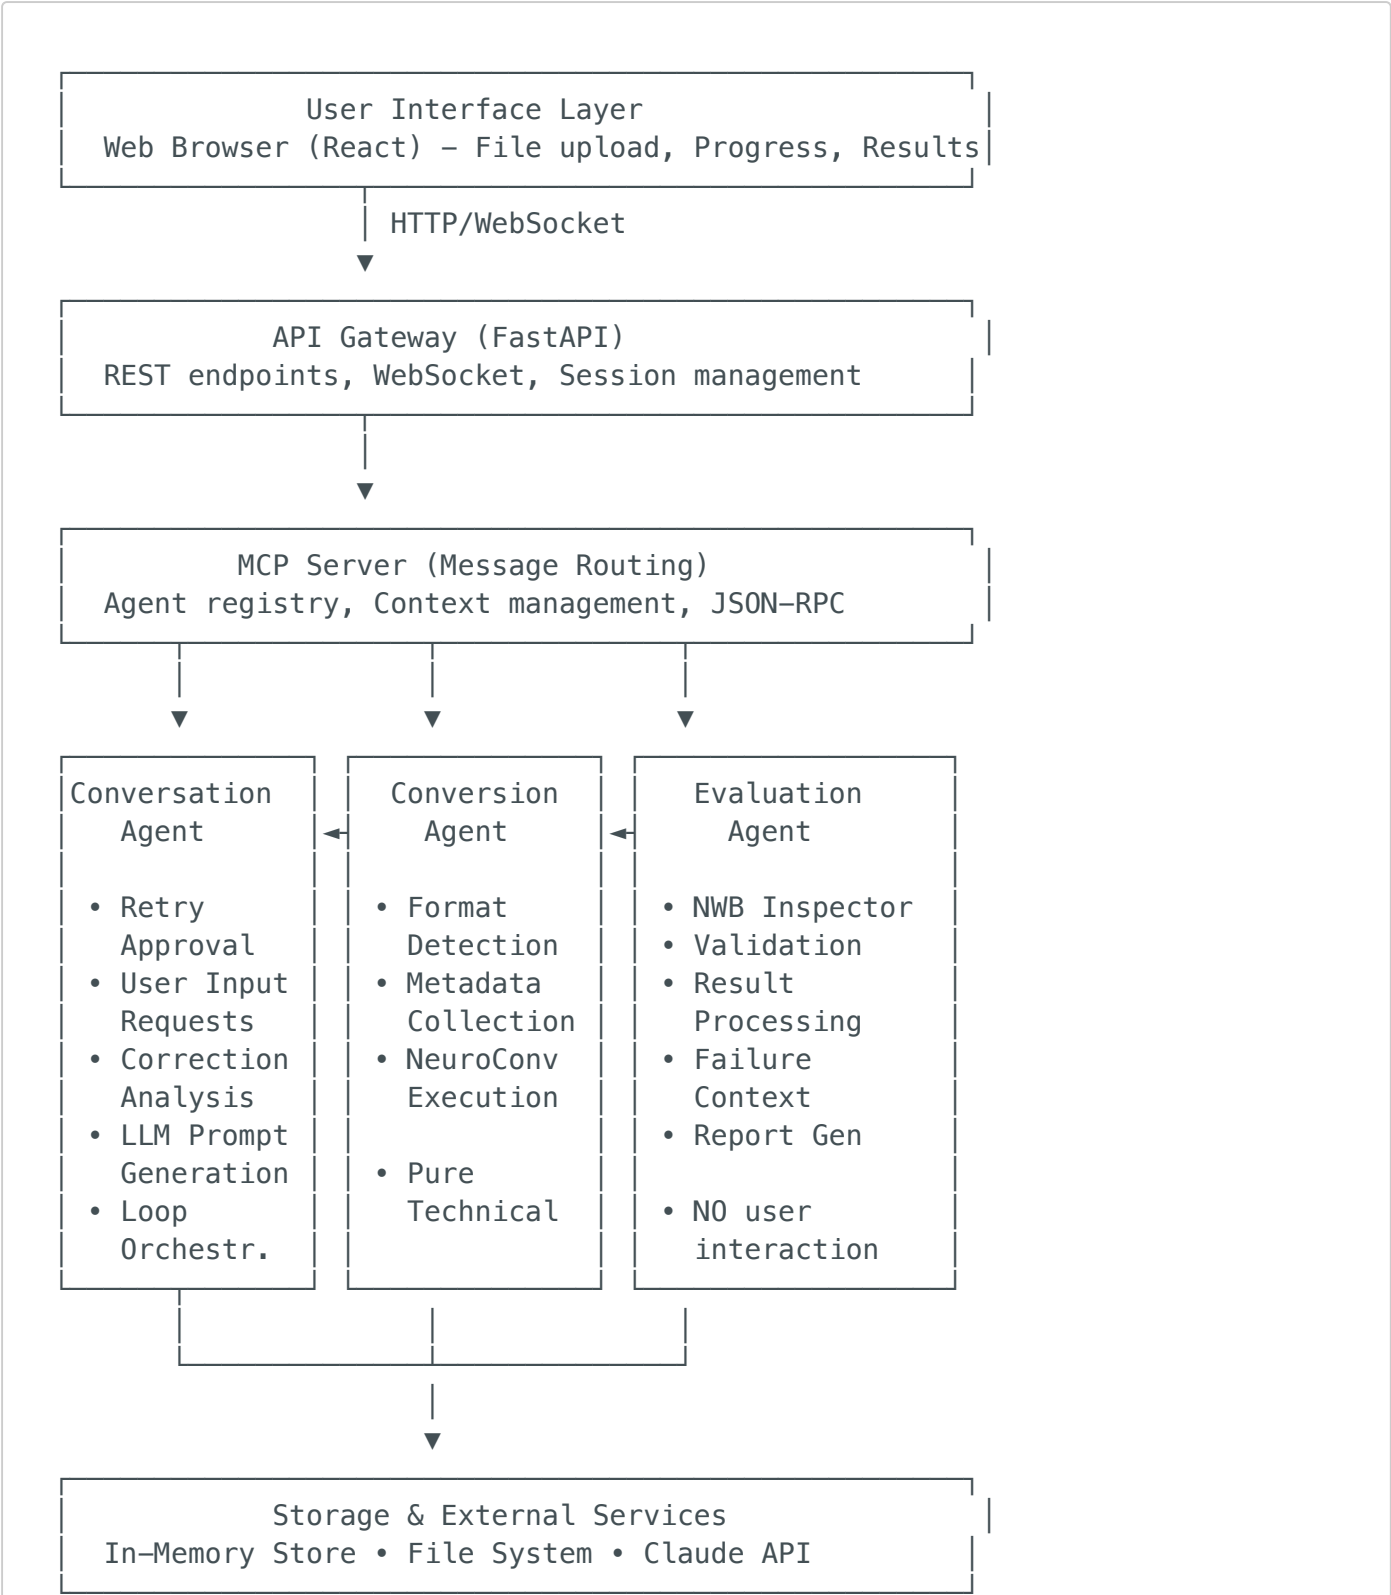 User Interface Layer
Web Browser (React) – File upload, Progress, Results
HTTP/WebSocket
API Gateway (FastAPI)
REST endpoints, WebSocket, Session management
MCP Server (Message Routing)
Agent registry, Context management, JSON–RPC
Conversation
Agent
• Retry
Approval
• User Input
Requests
• Correction
Analysis
• LLM Prompt
Generation
• Loop
Orchestr.
Conversion
Agent
• Format
Detection
• Metadata
Collection
• NeuroConv
Execution
• Pure
Technical
Evaluation
Agent
• NWB Inspector
• Validation
• Result
Processing
• Failure
Context
• Report Gen
• NO user
interaction
Storage & External Services
In–Memory Store • File System • Claude API